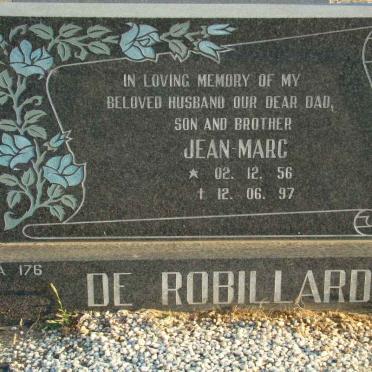 IN LOVING MEMORY OF MY
BELOVED HUSBAND OUR DEAR DAD,
SON AND BROTHER
JEAN-MARC
* 02. 12. 56
† 12. 06. 97
A 176
DE ROBILLARD